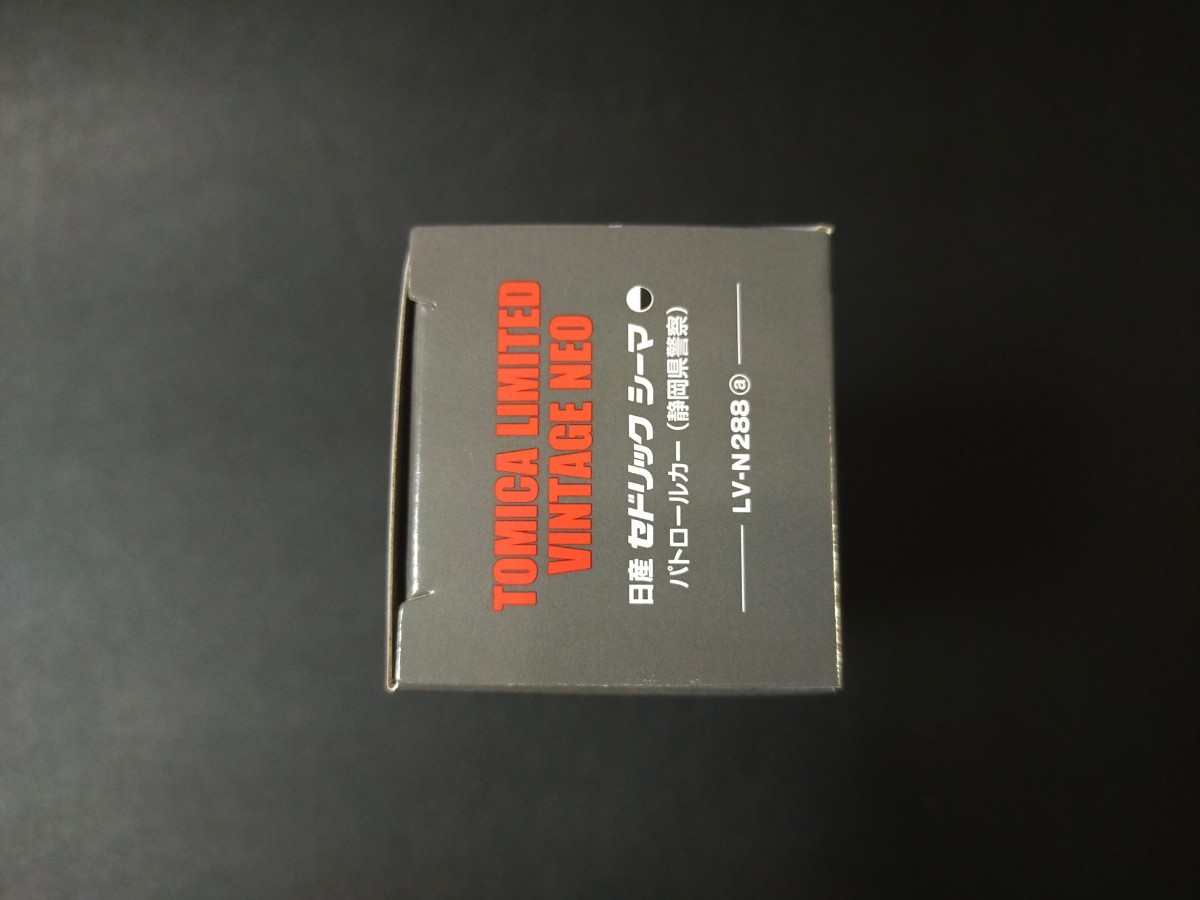 TOMICA LIMITED
VINTAGE NEO
日産 セドリック シーマ
パトロールカー（静岡県警察）
LV-N288ⓐ